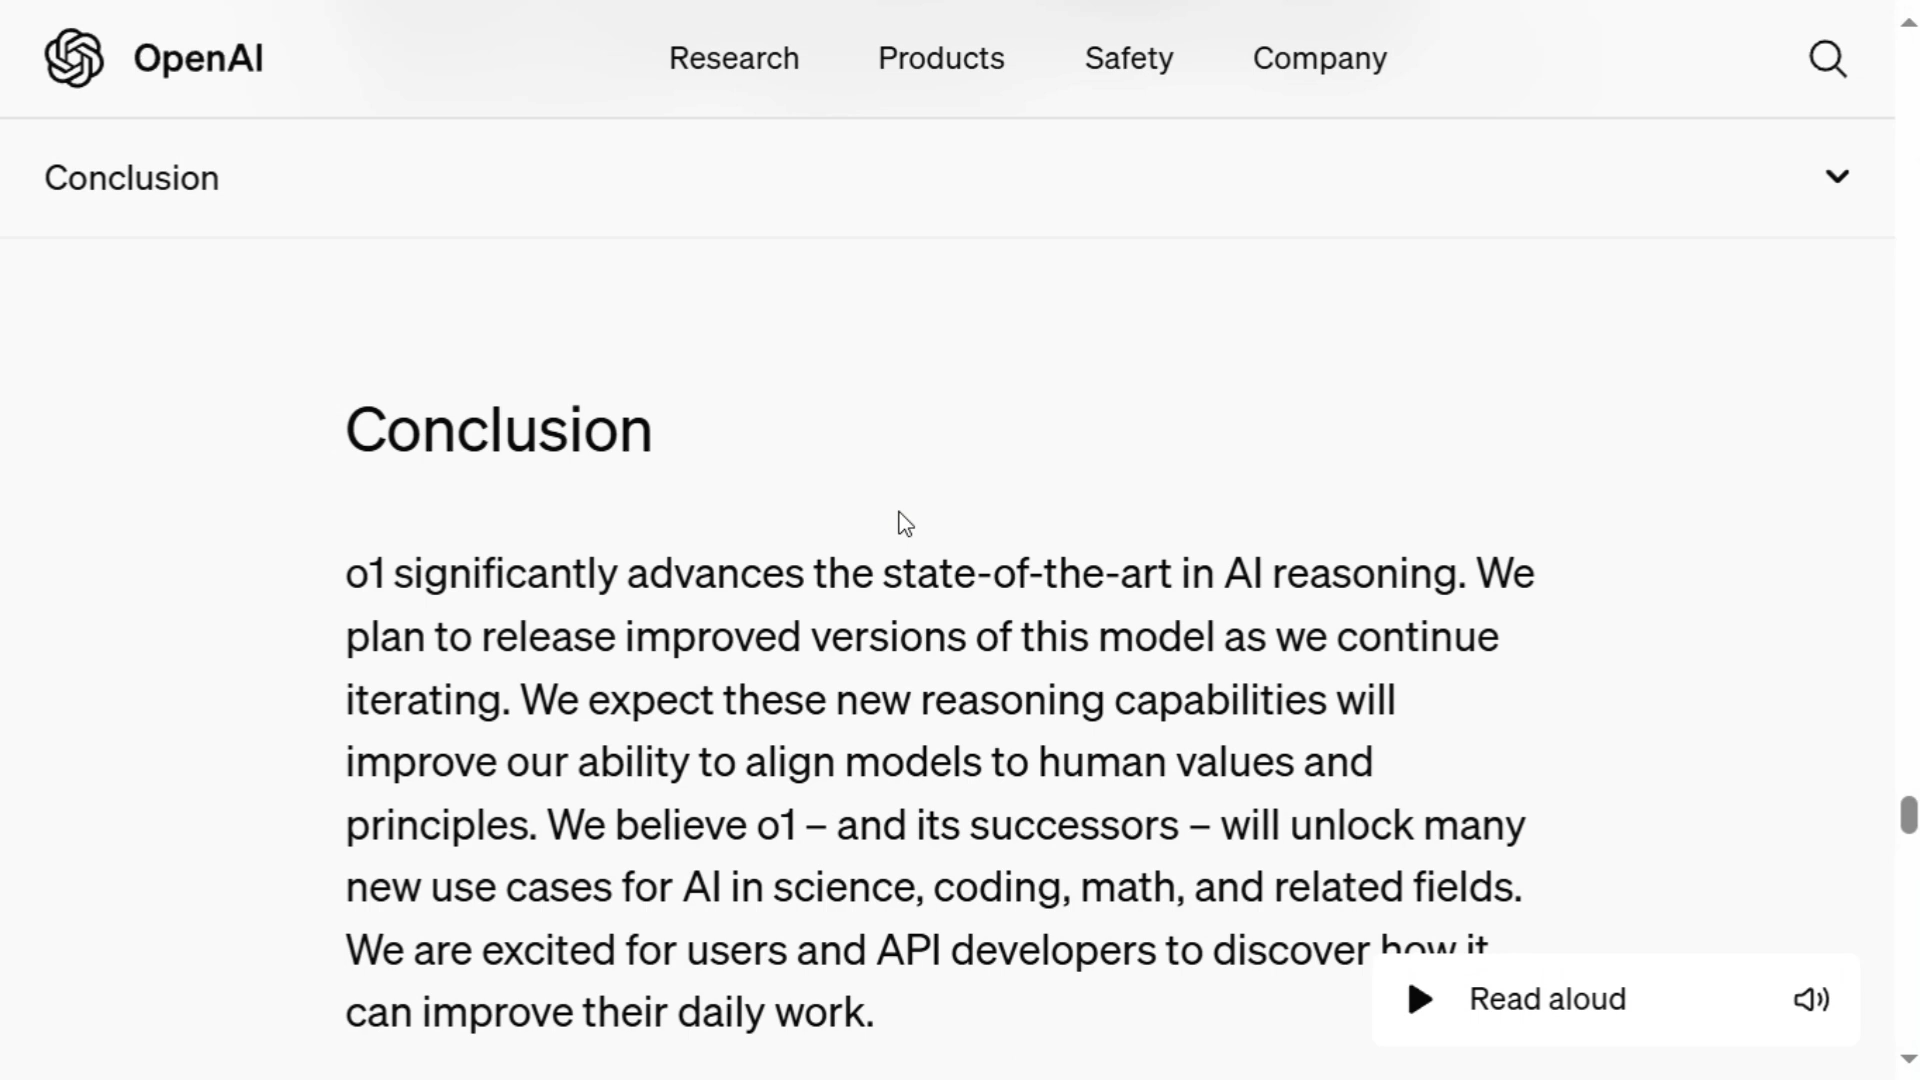 OpenAI
Research
Products
Safety
Company
Conclusion
Conclusion
o1 significantly advances the state-of-the-art in AI reasoning. We
plan to release improved versions of this model as we continue
iterating. We expect these new reasoning capabilities will
improve our ability to align models to human values and
principles. We believe o1 – and its successors – will unlock many
new use cases for AI in science, coding, math, and related fields.
We are excited for users and API developers to discover how it
can improve their daily work.
Read aloud